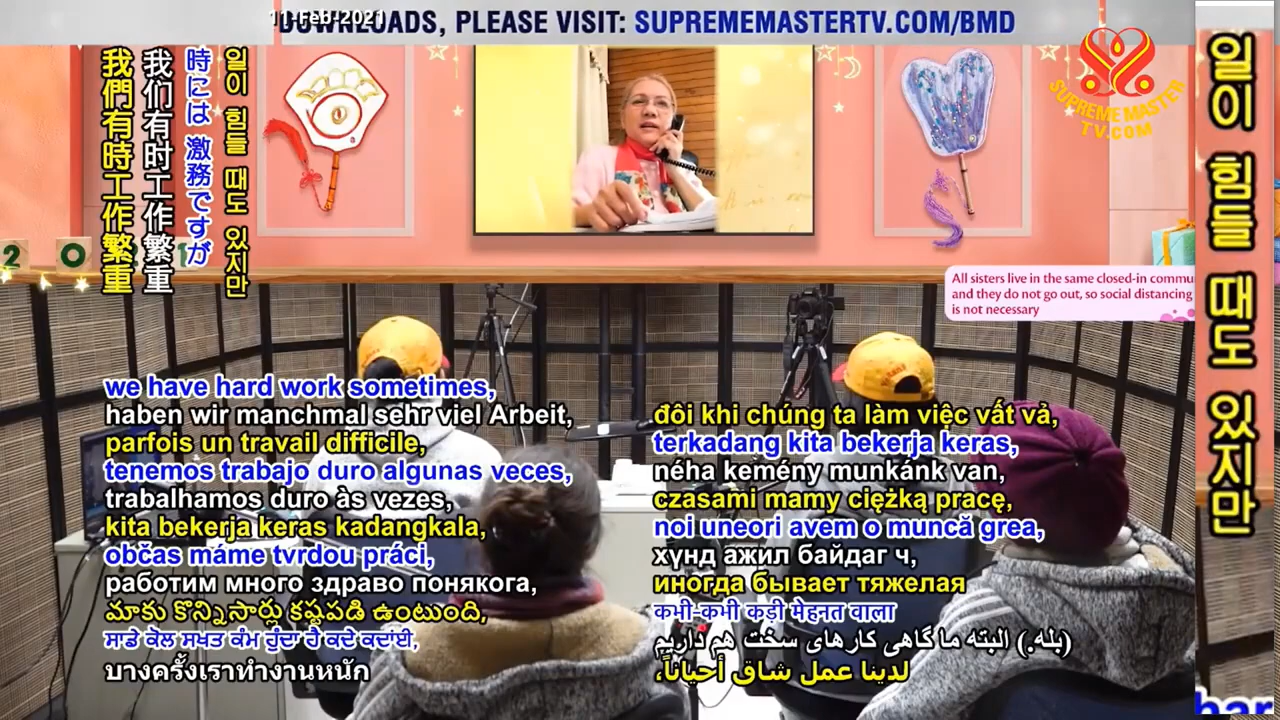 11-Feb-2021
DOWNLOADS, PLEASE VISIT: SUPREMEMASTERTV.COM/BMD
SUPREME MASTER
TV.COM
我們有時工作繁重
我们有时工作繁重
時には 激務ですが
일이 힘들 때도 있지만
일이 힘들 때도 있지만
2 0 2 1
All sisters live in the same closed-in commu
and they do not go out, so social distancing
is not necessary
we have hard work sometimes,
haben wir manchmal sehr viel Arbeit,
parfois un travail difficile,
tenemos trabajo duro algunas veces,
trabalhamos duro às vezes,
kita bekerja keras kadangkala,
občas máme tvrdou práci,
работим много здраво понякога,
మాకు కొన్నిసార్లు కష్టపడి ఉంటుంది,
ਸਾਡੇ ਕੋਲ ਸਖਤ ਕੰਮ ਹੁੰਦਾ ਹੈ ਕਦੇ ਕਦਾਂਈ,
บางครั้งเราทำงานหนัก
đôi khi chúng ta làm việc vất vả,
terkadang kita bekerja keras,
néha kemény munkánk van,
czasami mamy ciężką pracę,
noi uneori avem o muncă grea,
хүнд ажил байдаг ч,
иногда бывает тяжелая
कभी-कभी कड़ी मेहनत वाला
(بله.) البته ما گاهی کارهای سخت هم داریم
لدينا عمل شاق أحياناً،
har